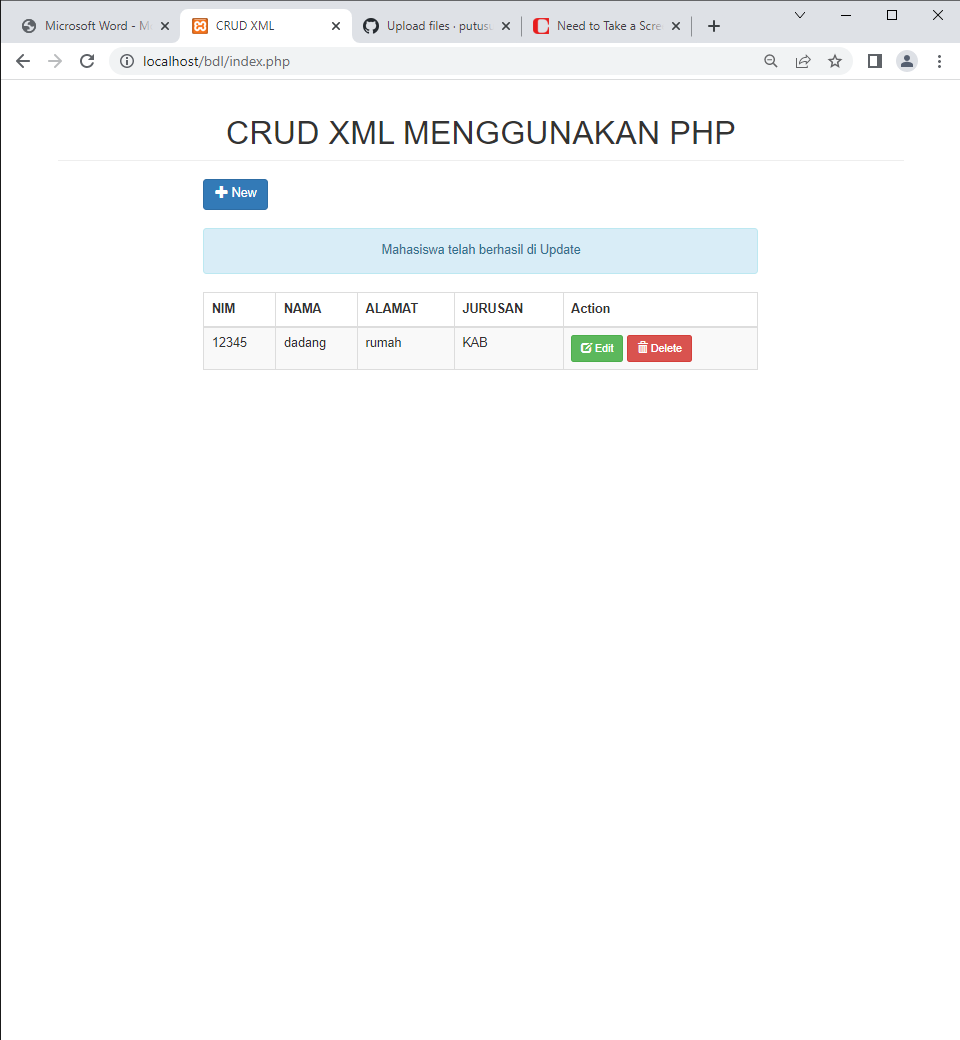 Microsoft Word - M
CRUD XML
Upload files · putusu
Need to Take a Scre
localhost/bdl/index.php
CRUD XML MENGGUNAKAN PHP
New
Mahasiswa telah berhasil di Update
NIM NAMA ALAMAT JURUSAN Action
12345 dadang rumah KAB Edit Delete